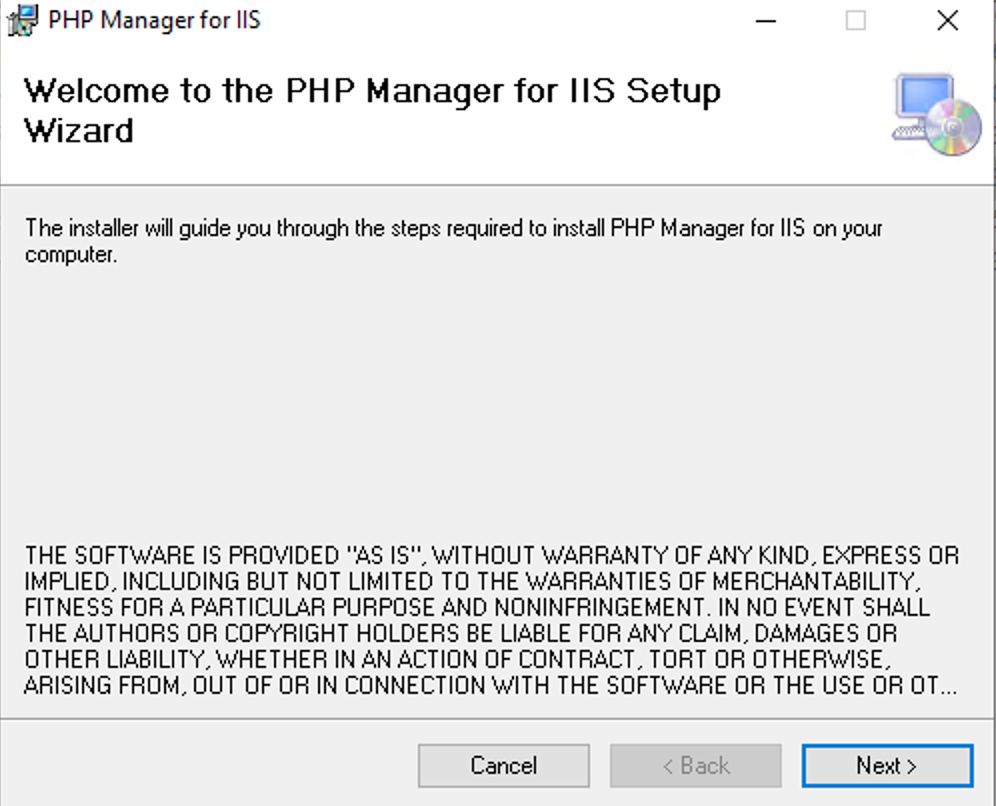 PHP Manager for IIS
Welcome to the PHP Manager for IIS Setup
Wizard
The installer will guide you through the steps required to install PHP Manager for IIS on your
computer.
THE SOFTWARE IS PROVIDED "AS IS", WITHOUT WARRANTY OF ANY KIND, EXPRESS OR
IMPLIED, INCLUDING BUT NOT LIMITED TO THE WARRANTIES OF MERCHANTABILITY,
FITNESS FOR A PARTICULAR PURPOSE AND NONINFRINGEMENT. IN NO EVENT SHALL
THE AUTHORS OR COPYRIGHT HOLDERS BE LIABLE FOR ANY CLAIM, DAMAGES OR
OTHER LIABILITY, WHETHER IN AN ACTION OF CONTRACT, TORT OR OTHERWISE,
ARISING FROM, OUT OF OR IN CONNECTION WITH THE SOFTWARE OR THE USE OR OT...
Cancel
< Back
Next >